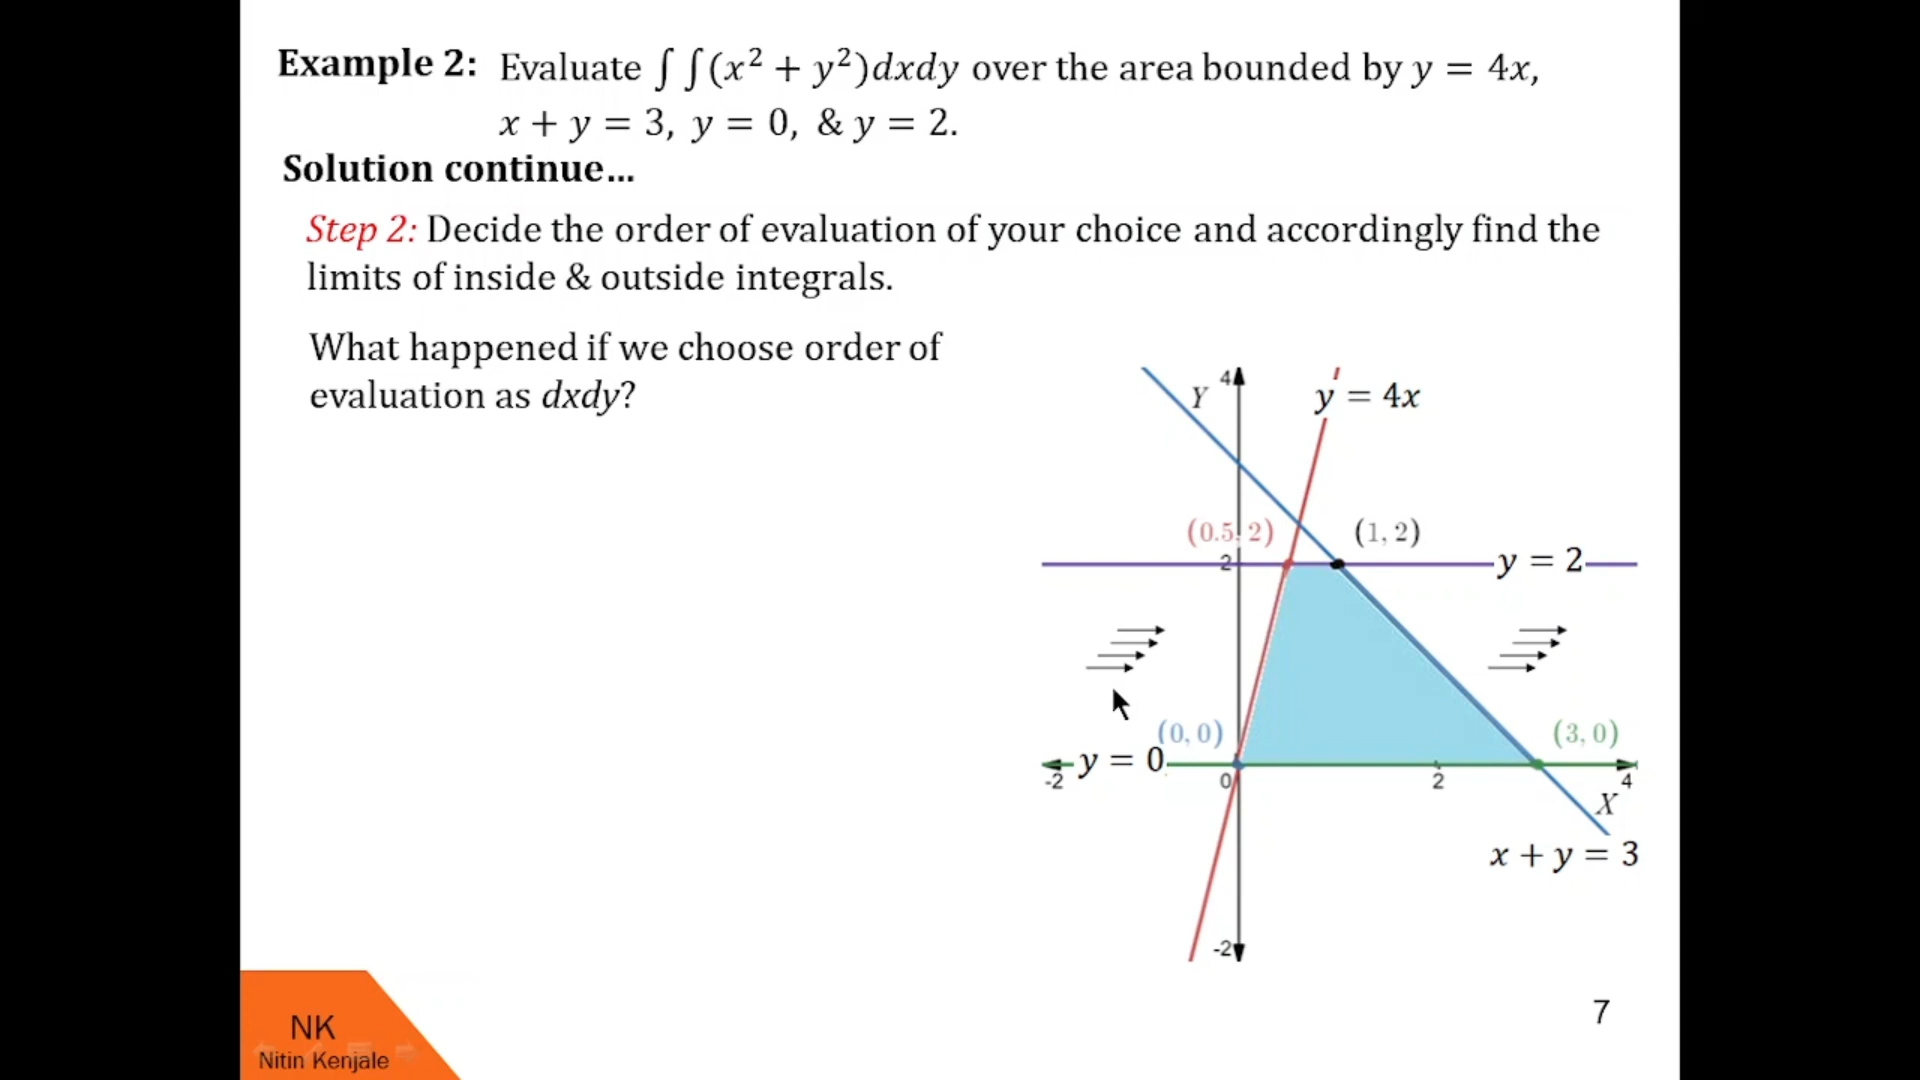 Example 2: Evaluate ∫ ∫(x² + y²)dxdy over the area bounded by y = 4x,
x + y = 3, y = 0, & y = 2.
Solution continue…
Step 2: Decide the order of evaluation of your choice and accordingly find the
limits of inside & outside integrals.
What happened if we choose order of
evaluation as dxdy?
4
Y
y = 4x
(0.5, 2)
(1, 2)
2
y = 2
(0, 0)
(3, 0)
y = 0
-2
0
2
4
X
x + y = 3
-2
7
NK
Nitin Kenjale